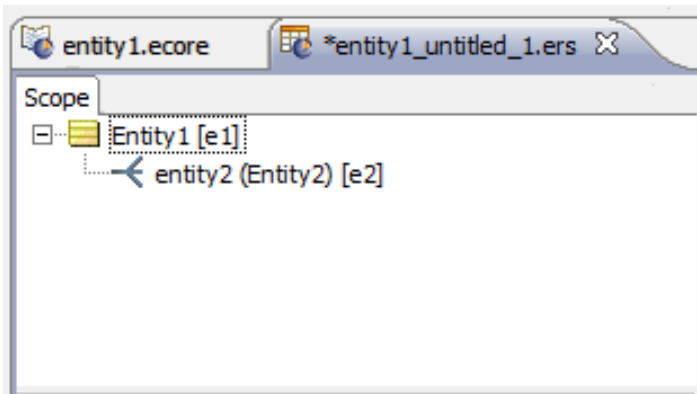 entity1.ecore *entity1_untitled_1.ers
Scope
Entity1 [e1]
entity2 (Entity2) [e2]